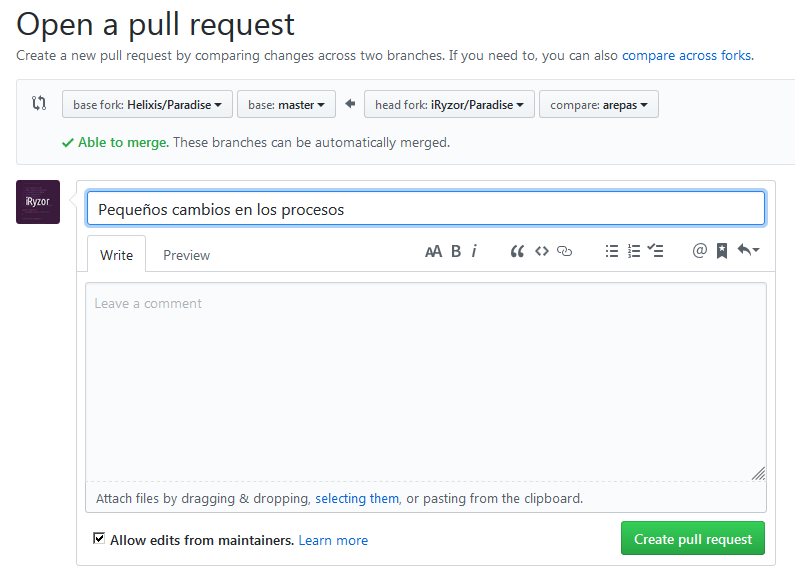 Open a pull request
Create a new pull request by comparing changes across two branches. If you need to, you can also compare across forks.
base fork: Helixis/Paradise base: master head fork: iRyzor/Paradise compare: arepas
Able to merge. These branches can be automatically merged.
iRyzor
Pequeños cambios en los procesos
Write Preview AA B i @
Leave a comment
Attach files by dragging & dropping, selecting them, or pasting from the clipboard.
Allow edits from maintainers. Learn more
Create pull request